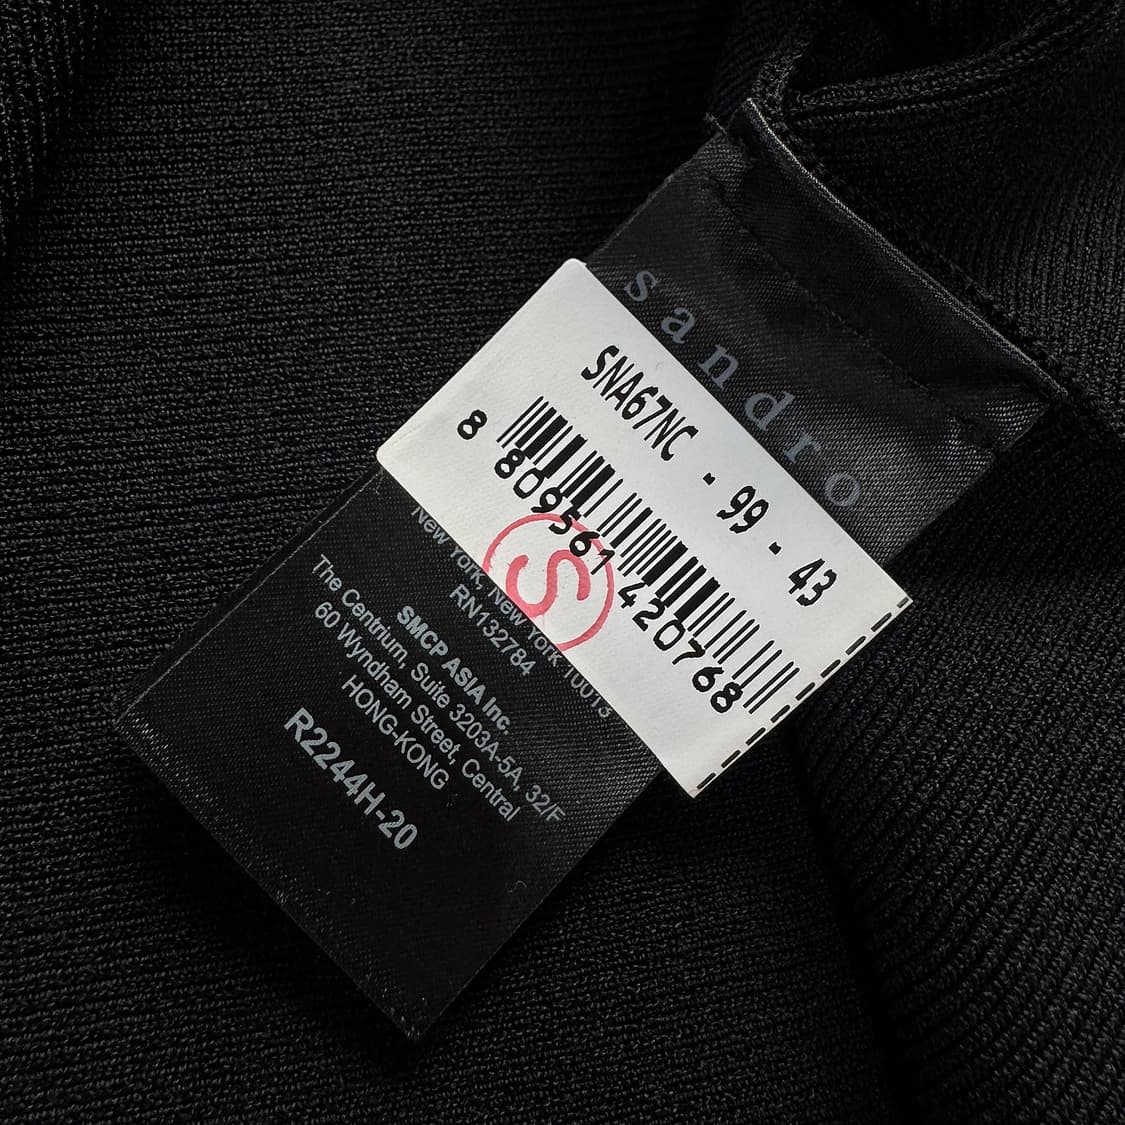 sandro
SNA67NC - 99 - 43
8 809561 420768
S
New York, New York 10013
RN132784
SMCP ASIA Inc.
The Centrium, Suite 3203A-5A, 32/F
60 Wyndham Street, Central
HONG-KONG
R2244H-20